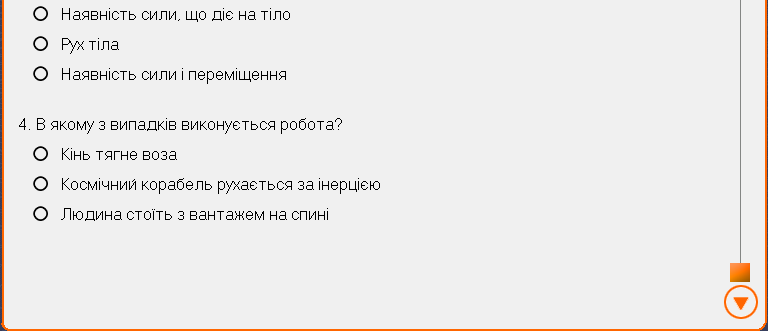 Наявність сили, що діє на тіло
Рух тіла
Наявність сили і переміщення
4. В якому з випадків виконується робота?
Кінь тягне воза
Космічний корабель рухається за інерцією
Людина стоїть з вантажем на спині